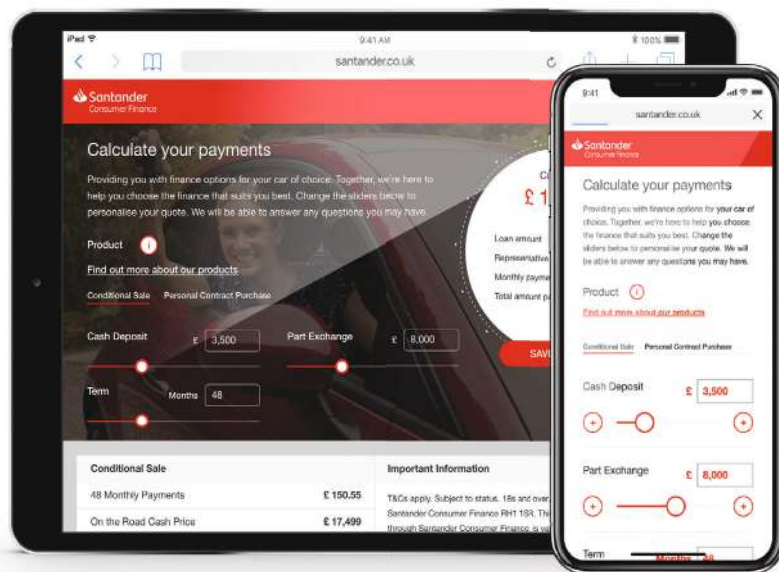 iPad
9:41 AM
100%
santander.co.uk
Santander
Consumer Finance
Calculate your payments
Providing you with finance options for your car of choice. Together, we're here to
help you choose the finance that suits you best. Change the sliders below to
personalise your quote. We will be able to answer any questions you may have.
Product i
Find out more about our products
Conditional Sale Personal Contract Purchase
Cash Deposit £ 3,500 Part Exchange £ 8,000
Term Months 48
£ 1
Loan amount
Representative
Monthly
Total amount
Conditional Sale
48 Monthly Payments £ 150.55
On the Road Cash Price £ 17,499
Important Information
T&Cs apply. Subject to status. 18s and over.
Santander Consumer Finance RH1 1SR.
through Santander Consumer Finance is
9:41
santander.co.uk
Santander
Consumer Finance
Calculate your payments
Providing you with finance options for your car of
choice. Together, we're here to help you choose
the finance that suits you best. Change the
sliders below to personalise your quote. We will
be able to answer any questions you may have.
Product i
Find out more about our products
Conditional Sale Personal Contract Purchase
Cash Deposit £ 3,500
Part Exchange £ 8,000
Term Months 48